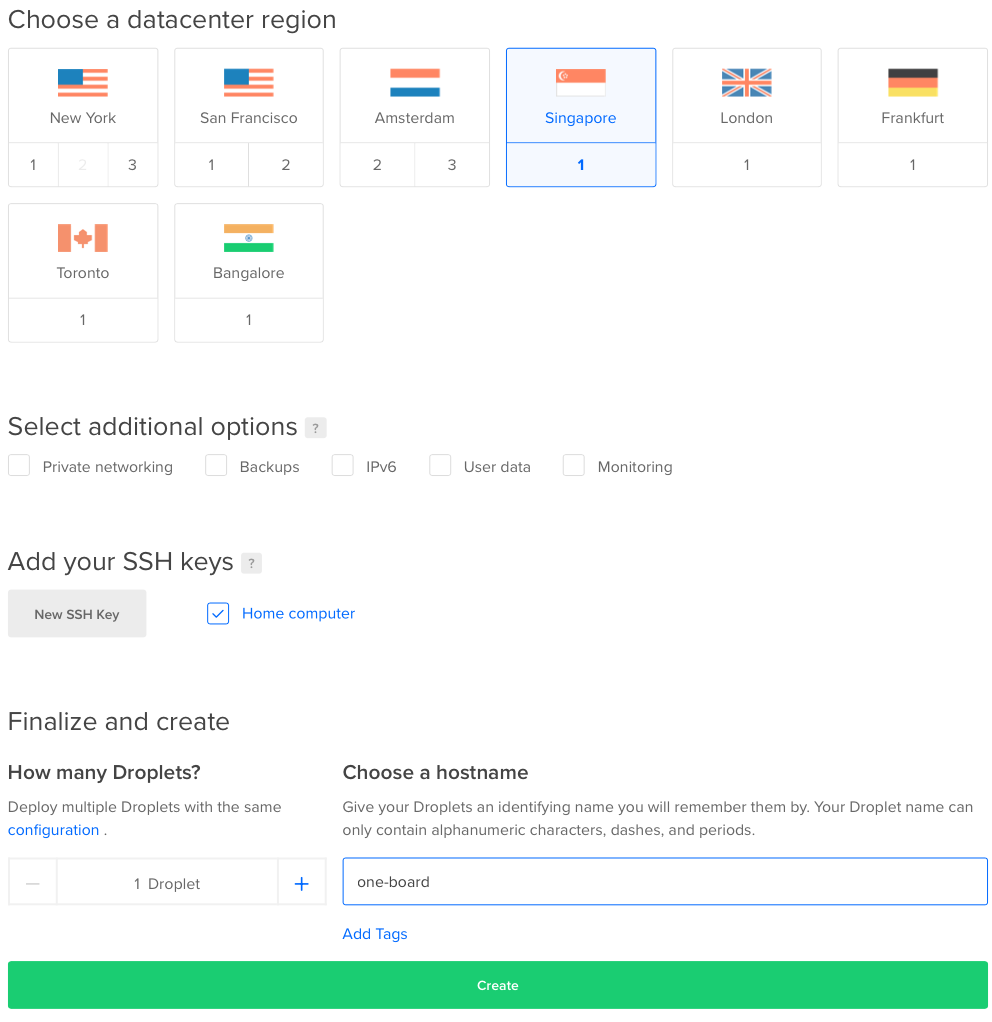 Choose a datacenter region
New York San Francisco Amsterdam Singapore London Frankfurt
1 2 3 1 2 2 3 1 1 1
Toronto Bangalore
1 1
Select additional options ?
Private networking Backups IPv6 User data Monitoring
Add your SSH keys ?
New SSH Key Home computer
Finalize and create
How many Droplets?
Deploy multiple Droplets with the same
configuration .
1 Droplet
Choose a hostname
Give your Droplets an identifying name you will remember them by. Your Droplet name can
only contain alphanumeric characters, dashes, and periods.
one-board
Add Tags
Create